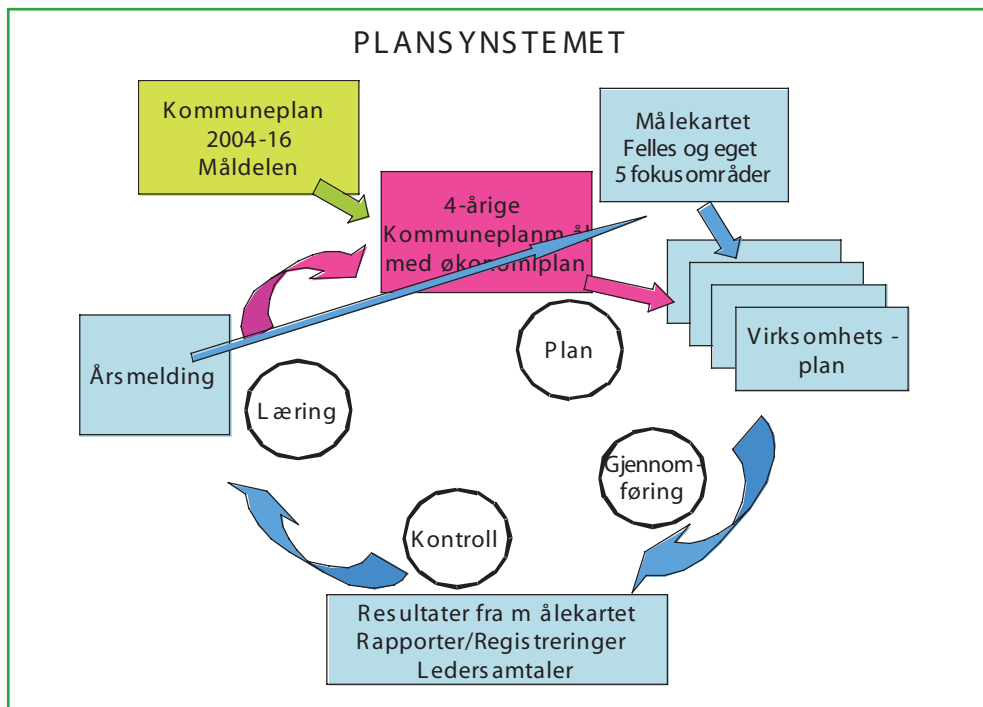 PLANSYNSTEMET
Kommuneplan
2004-16
Måldelen
Målekartet
Felles og eget
5 fokusområder
4-årige
Kommuneplanmål
med økonomiplan
Årsmelding
Virksomhets-
plan
Plan
Læring
Gjennom-
føring
Kontroll
Resultater fra målekartet
Rapporter/Registreringer
Ledersamtaler